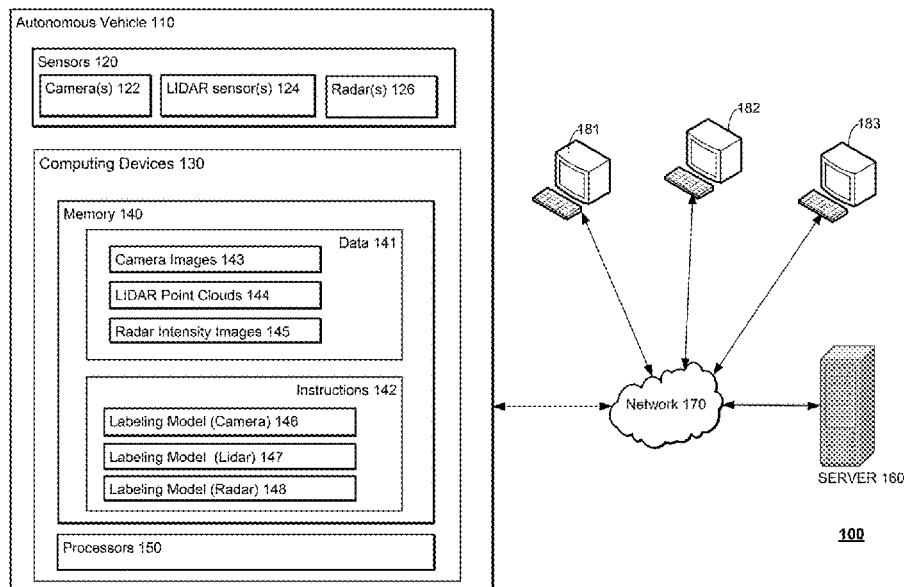 Autonomous Vehicle 110
Sensors 120
Camera(s) 122
LIDAR sensor(s) 124
Radar(s) 126
Computing Devices 130
Memory 140
Data 141
Camera Images 143
LIDAR Point Clouds 144
Radar Intensity Images 145
Instructions 142
Labeling Model (Camera) 146
Labeling Model (Lidar) 147
Labeling Model (Radar) 148
Processors 150
181
182
183
Network 170
SERVER 160
100